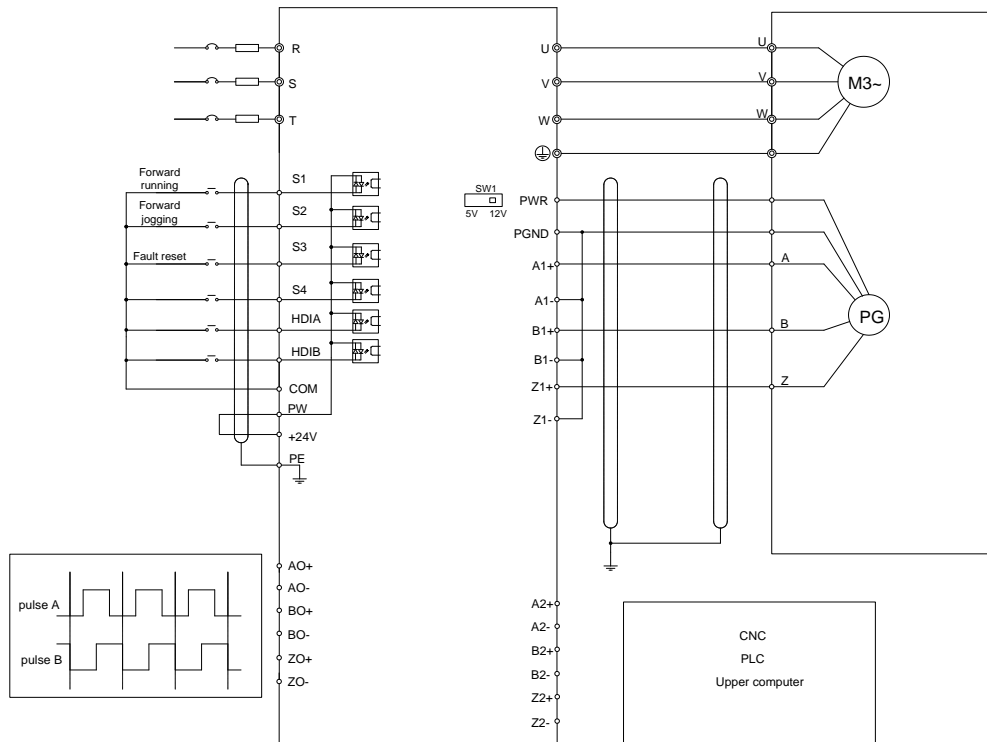 R
S
T
U
V
W
U
V
W
M3~
Forward
running
S1
Forward
jogging
S2
Fault reset
S3
S4
HDIA
HDIB
COM
PW
+24V
PE
SW1
5V 12V
PWR
PGND
A1+
A1-
B1+
B1-
Z1+
Z1-
A
B
Z
PG
pulse A
pulse B
AO+
AO-
BO+
BO-
ZO+
ZO-
A2+
A2-
B2+
B2-
Z2+
Z2-
CNC
PLC
Upper computer